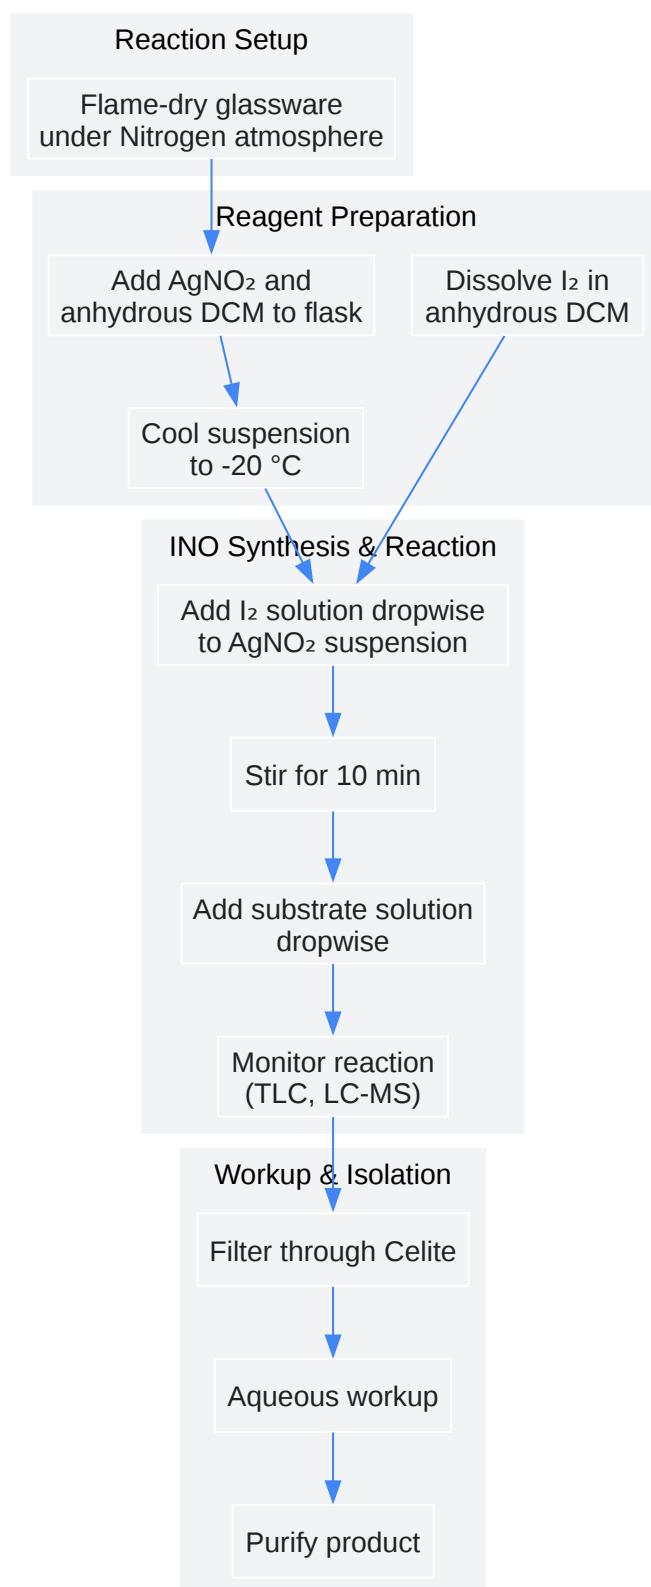 Reaction Setup
Flame-dry glassware
under Nitrogen atmosphere
Reagent Preparation
Add AgNO₂ and
anhydrous DCM to flask
Dissolve I₂ in
anhydrous DCM
Cool suspension
to -20 °C
INO Synthesis & Reaction
Add I₂ solution dropwise
to AgNO₂ suspension
Stir for 10 min
Add substrate solution
dropwise
Monitor reaction
(TLC, LC-MS)
Workup & Isolation
Filter through Celite
Aqueous workup
Purify product